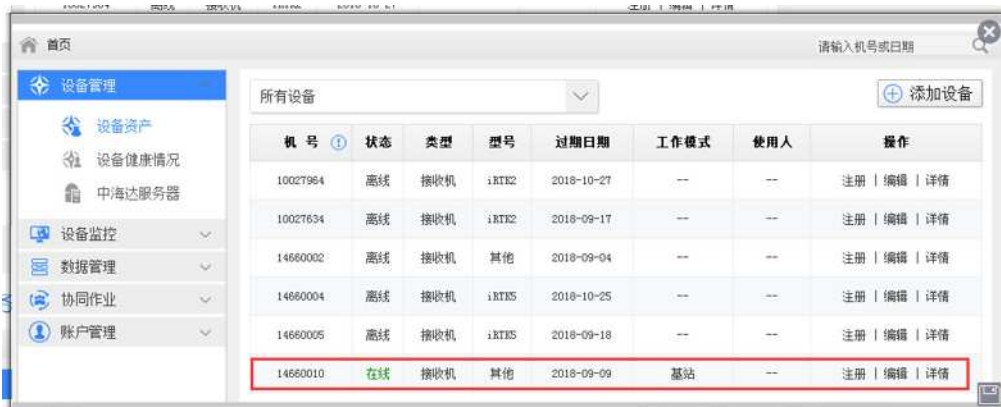 首页
请输入机号或日期
设备管理
设备资产
设备健康情况
中海达服务器
设备监控
数据管理
协同作业
账户管理
所有设备
添加设备
机 号 状态 类型 型号 过期日期 工作模式 使用人 操作
10027964 离线 接收机 iRTK2 2018-10-27 -- -- 注册 | 编辑 | 详情
10027634 离线 接收机 iRTK2 2018-09-17 -- -- 注册 | 编辑 | 详情
14660002 离线 接收机 其他 2018-09-04 -- -- 注册 | 编辑 | 详情
14660004 离线 接收机 iRTK5 2018-10-25 -- -- 注册 | 编辑 | 详情
14660005 离线 接收机 iRTK5 2018-09-18 -- -- 注册 | 编辑 | 详情
14660010 在线 接收机 其他 2018-09-09 基站 -- 注册 | 编辑 | 详情